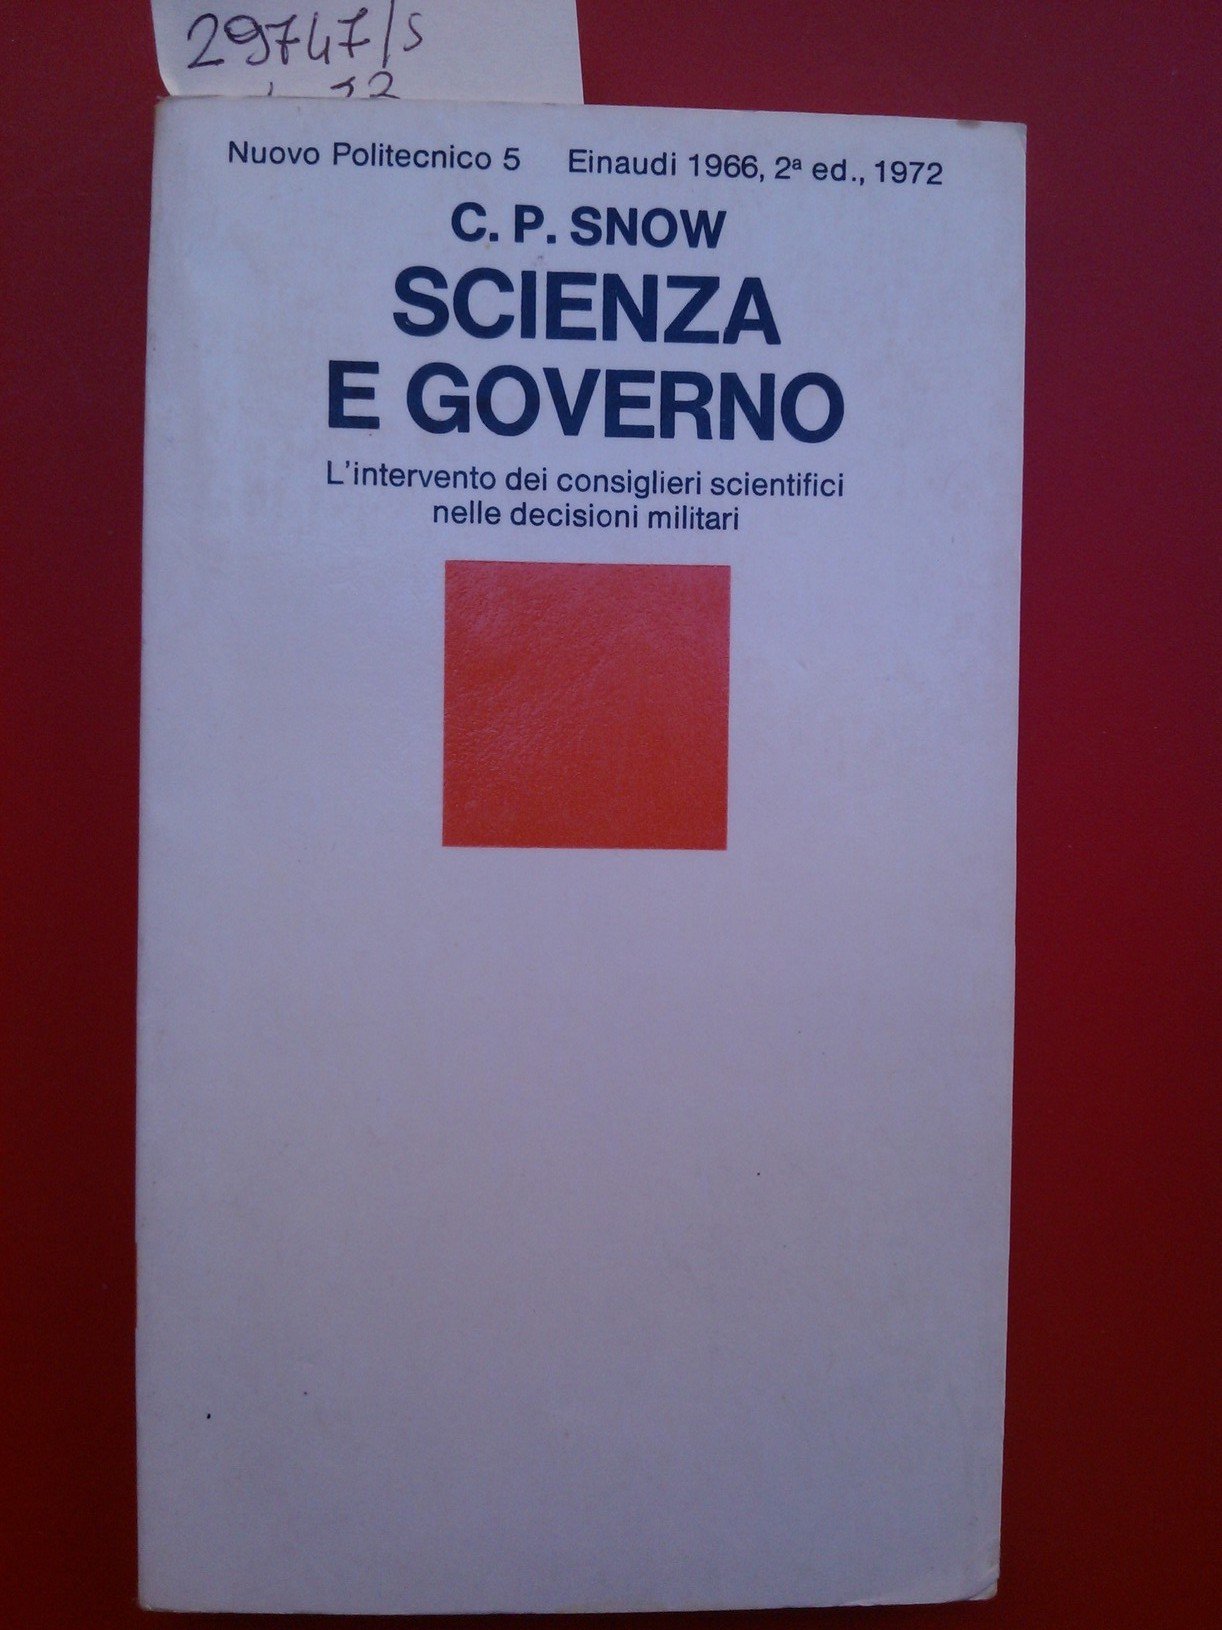 29747/s
Nuovo Politecnico 5 Einaudi 1966, 2ª ed., 1972
C. P. SNOW
SCIENZA
E GOVERNO
L'intervento dei consiglieri scientifici
nelle decisioni militari